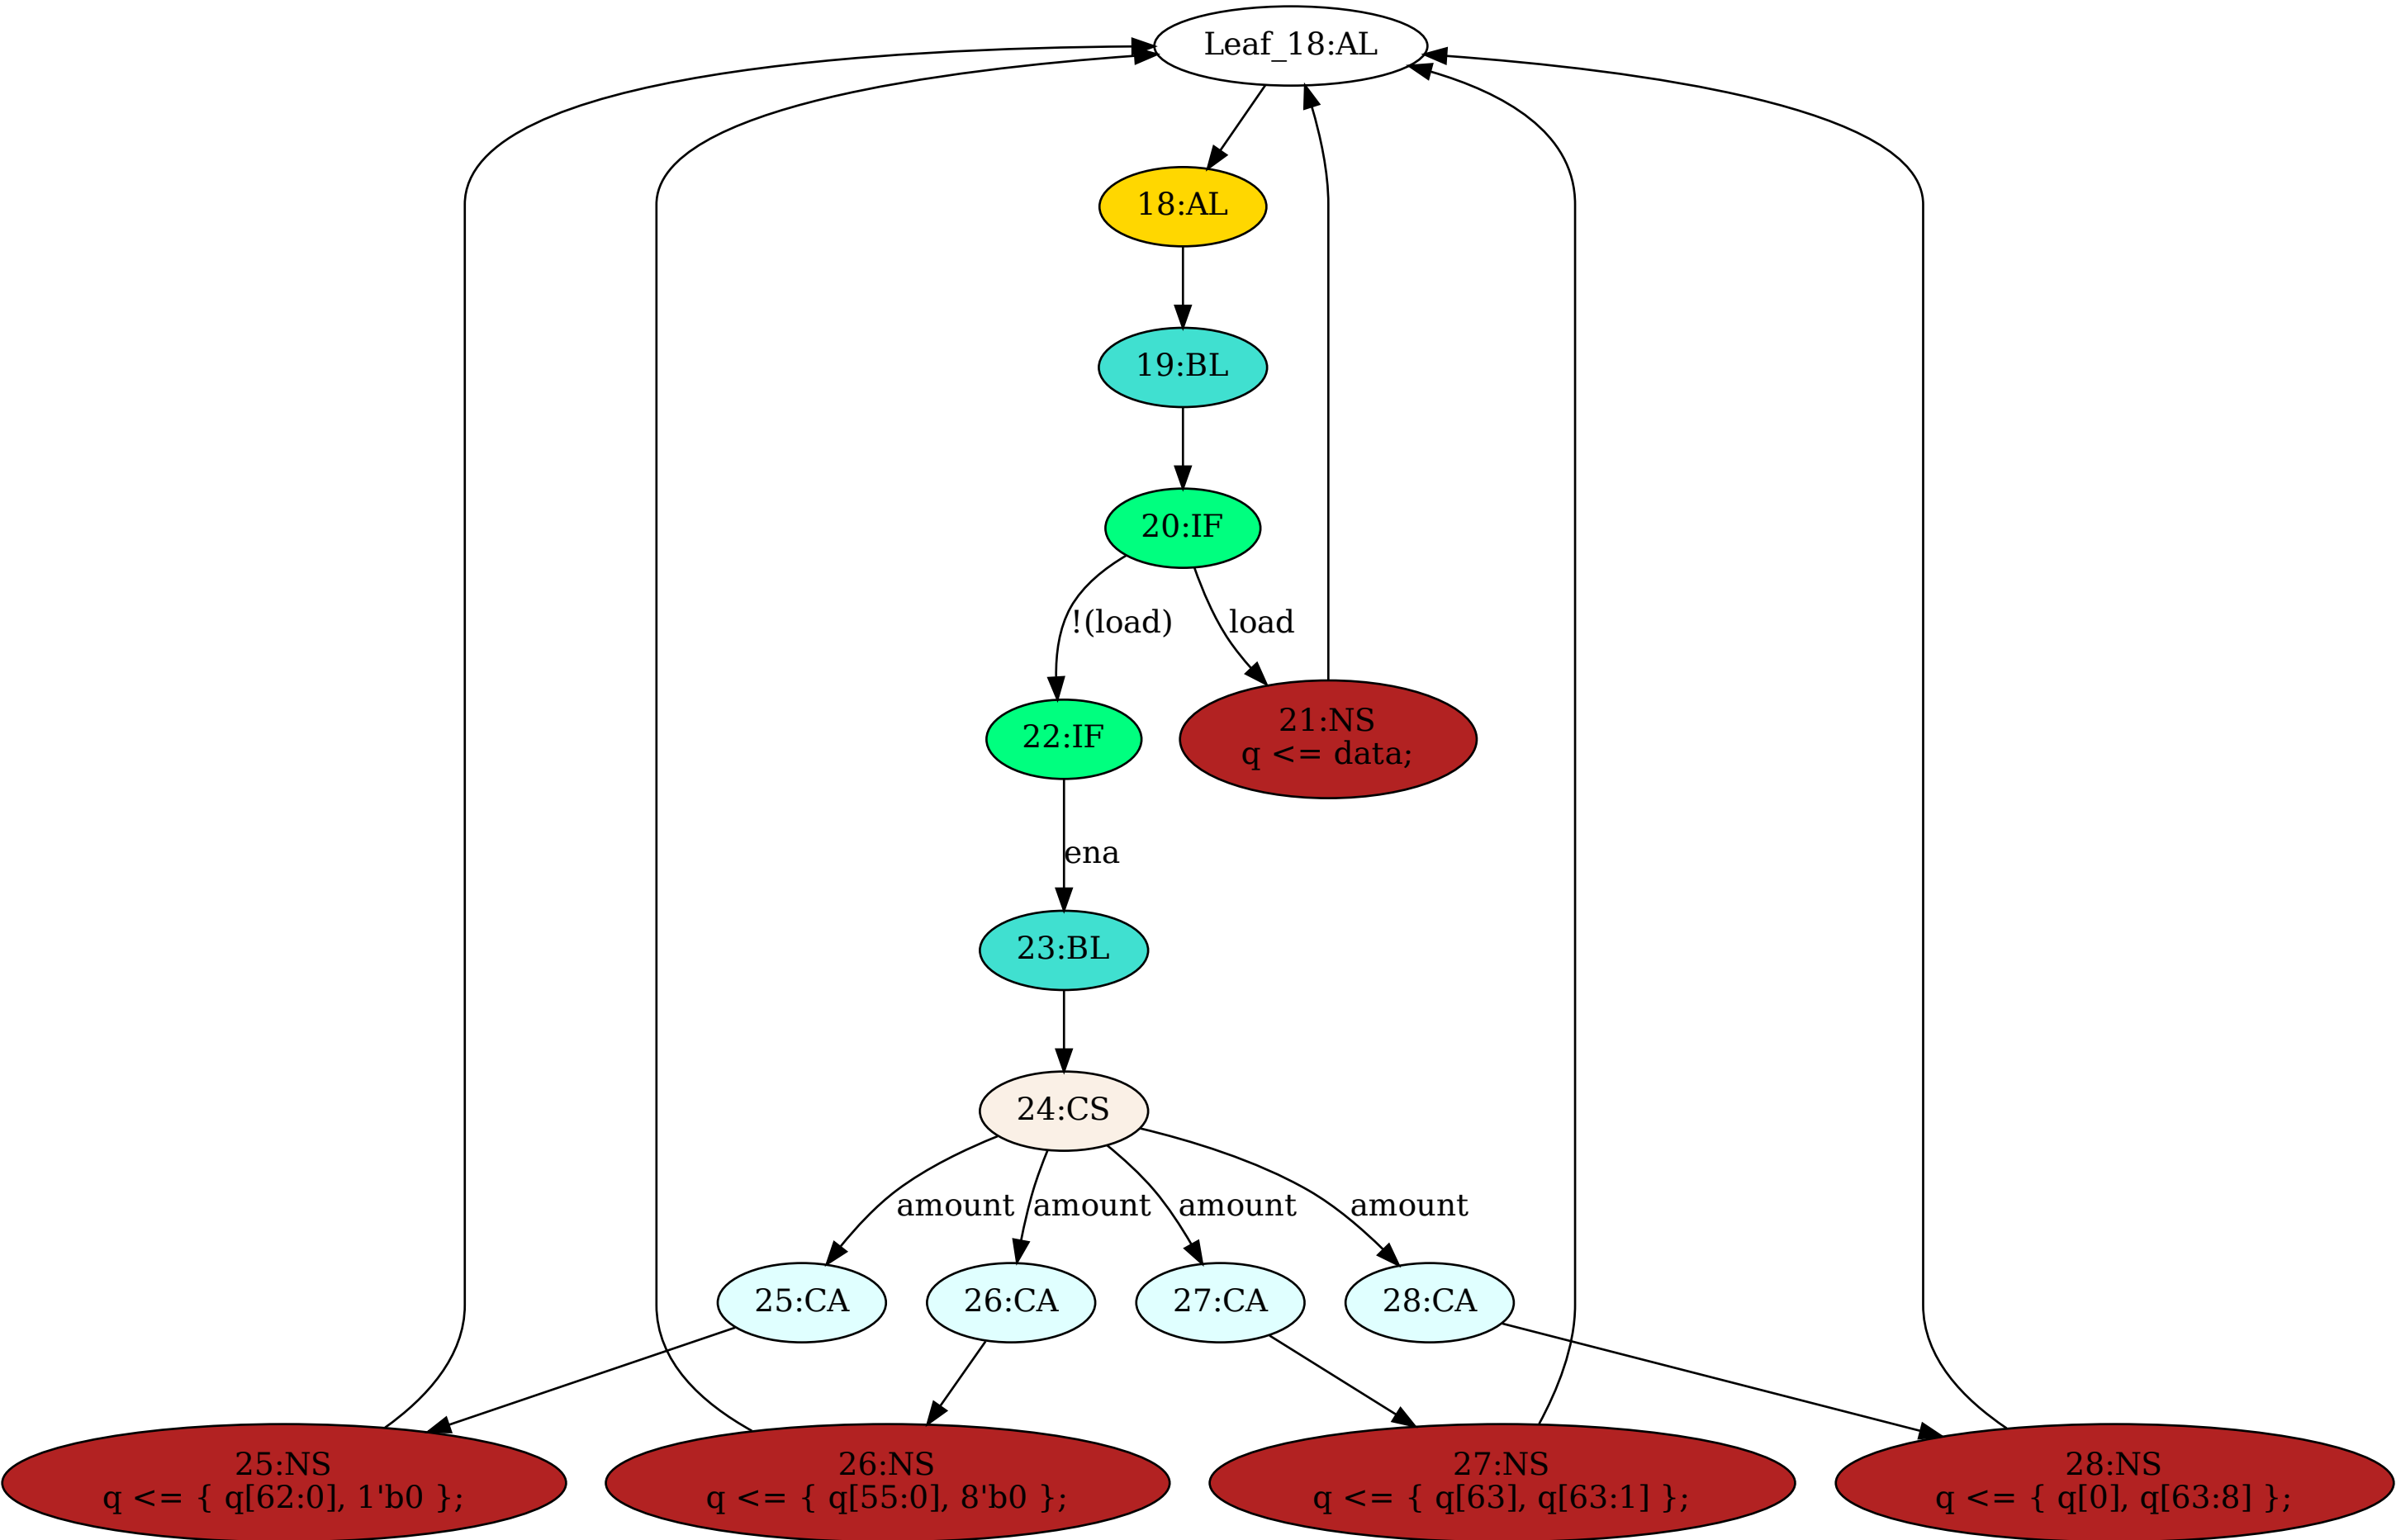 Leaf_18:AL
18:AL
19:BL
20:IF
!(load)
load
22:IF
21:NS
q <= data;
ena
23:BL
24:CS
amount
amount
amount
amount
25:CA
26:CA
27:CA
28:CA
25:NS
q <= { q[62:0], 1'b0 };
26:NS
q <= { q[55:0], 8'b0 };
27:NS
q <= { q[63], q[63:1] };
28:NS
q <= { q[0], q[63:8] };